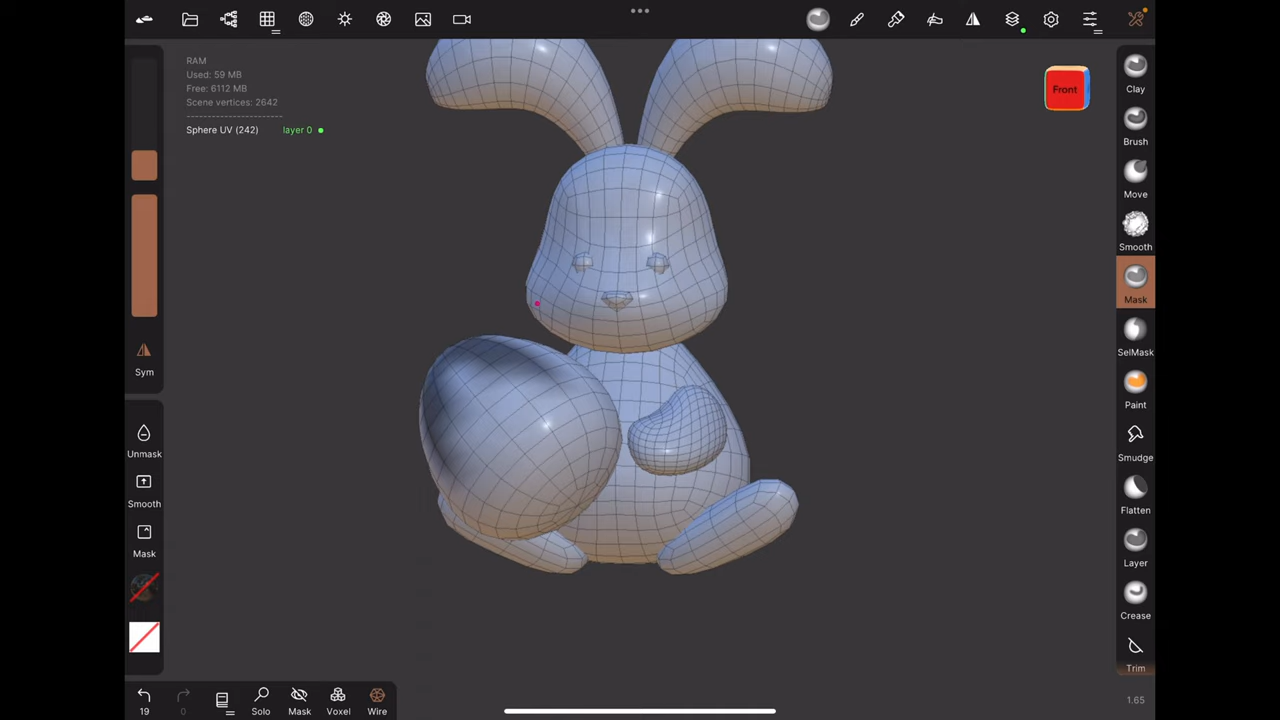 RAM
Used: 59 MB
Free: 6112 MB
Scene vertices: 2642
-----------------------
Sphere UV (242) layer 0
Front
Sym
Unmask
Smooth
Mask
19
0
Solo
Mask
Voxel
Wire
Clay
Brush
Move
Smooth
Mask
SelMask
Paint
Smudge
Flatten
Layer
Crease
Trim
1.65